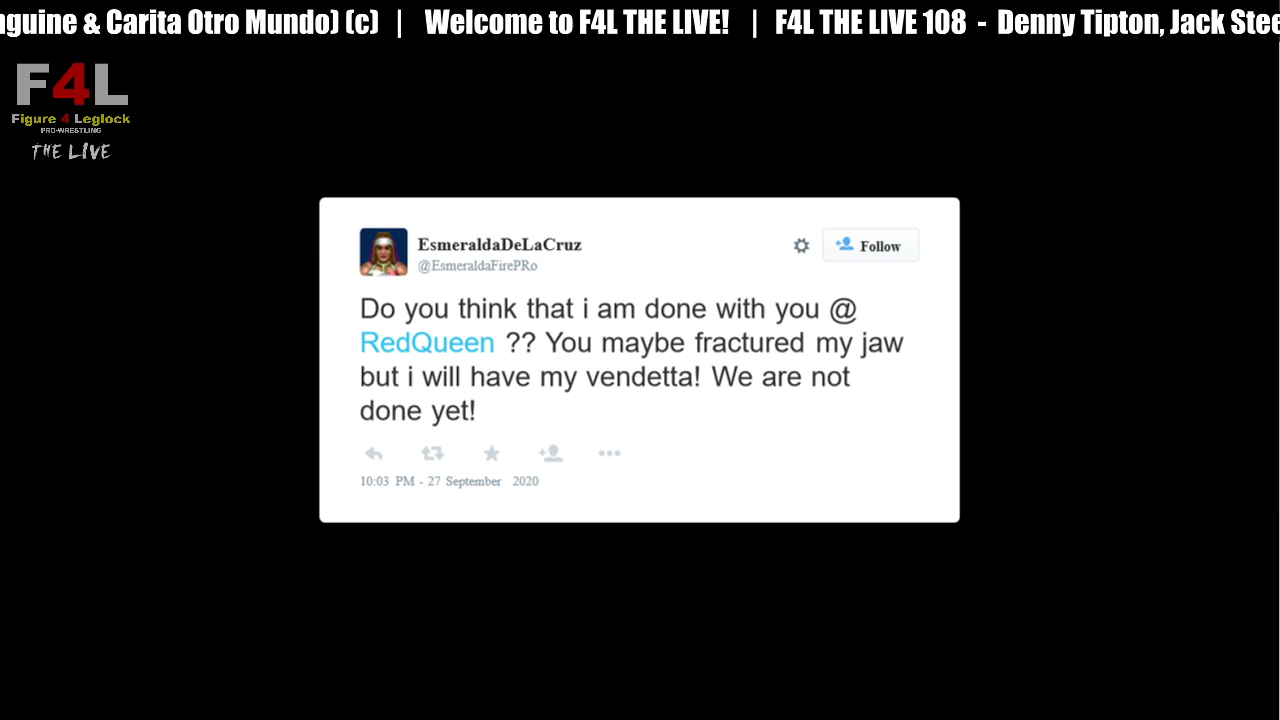 nguine & Carita Otro Mundo) (c) | Welcome to F4L THE LIVE! | F4L THE LIVE 108 - Denny Tipton, Jack Stee
F4L
Figure 4 Leglock
PRO-WRESTLING
THE LIVE
EsmeraldaDeLaCruz
@EsmeraldaFirePRo
Follow
Do you think that i am done with you @
RedQueen ?? You maybe fractured my jaw
but i will have my vendetta! We are not
done yet!
10:03 PM - 27 September 2020